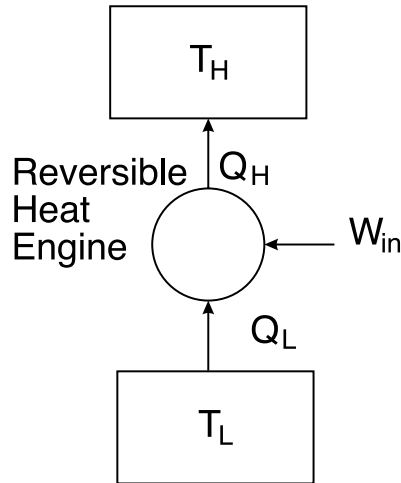 T_H
Reversible
Heat
Engine
Q_H
W_in
Q_L
T_L